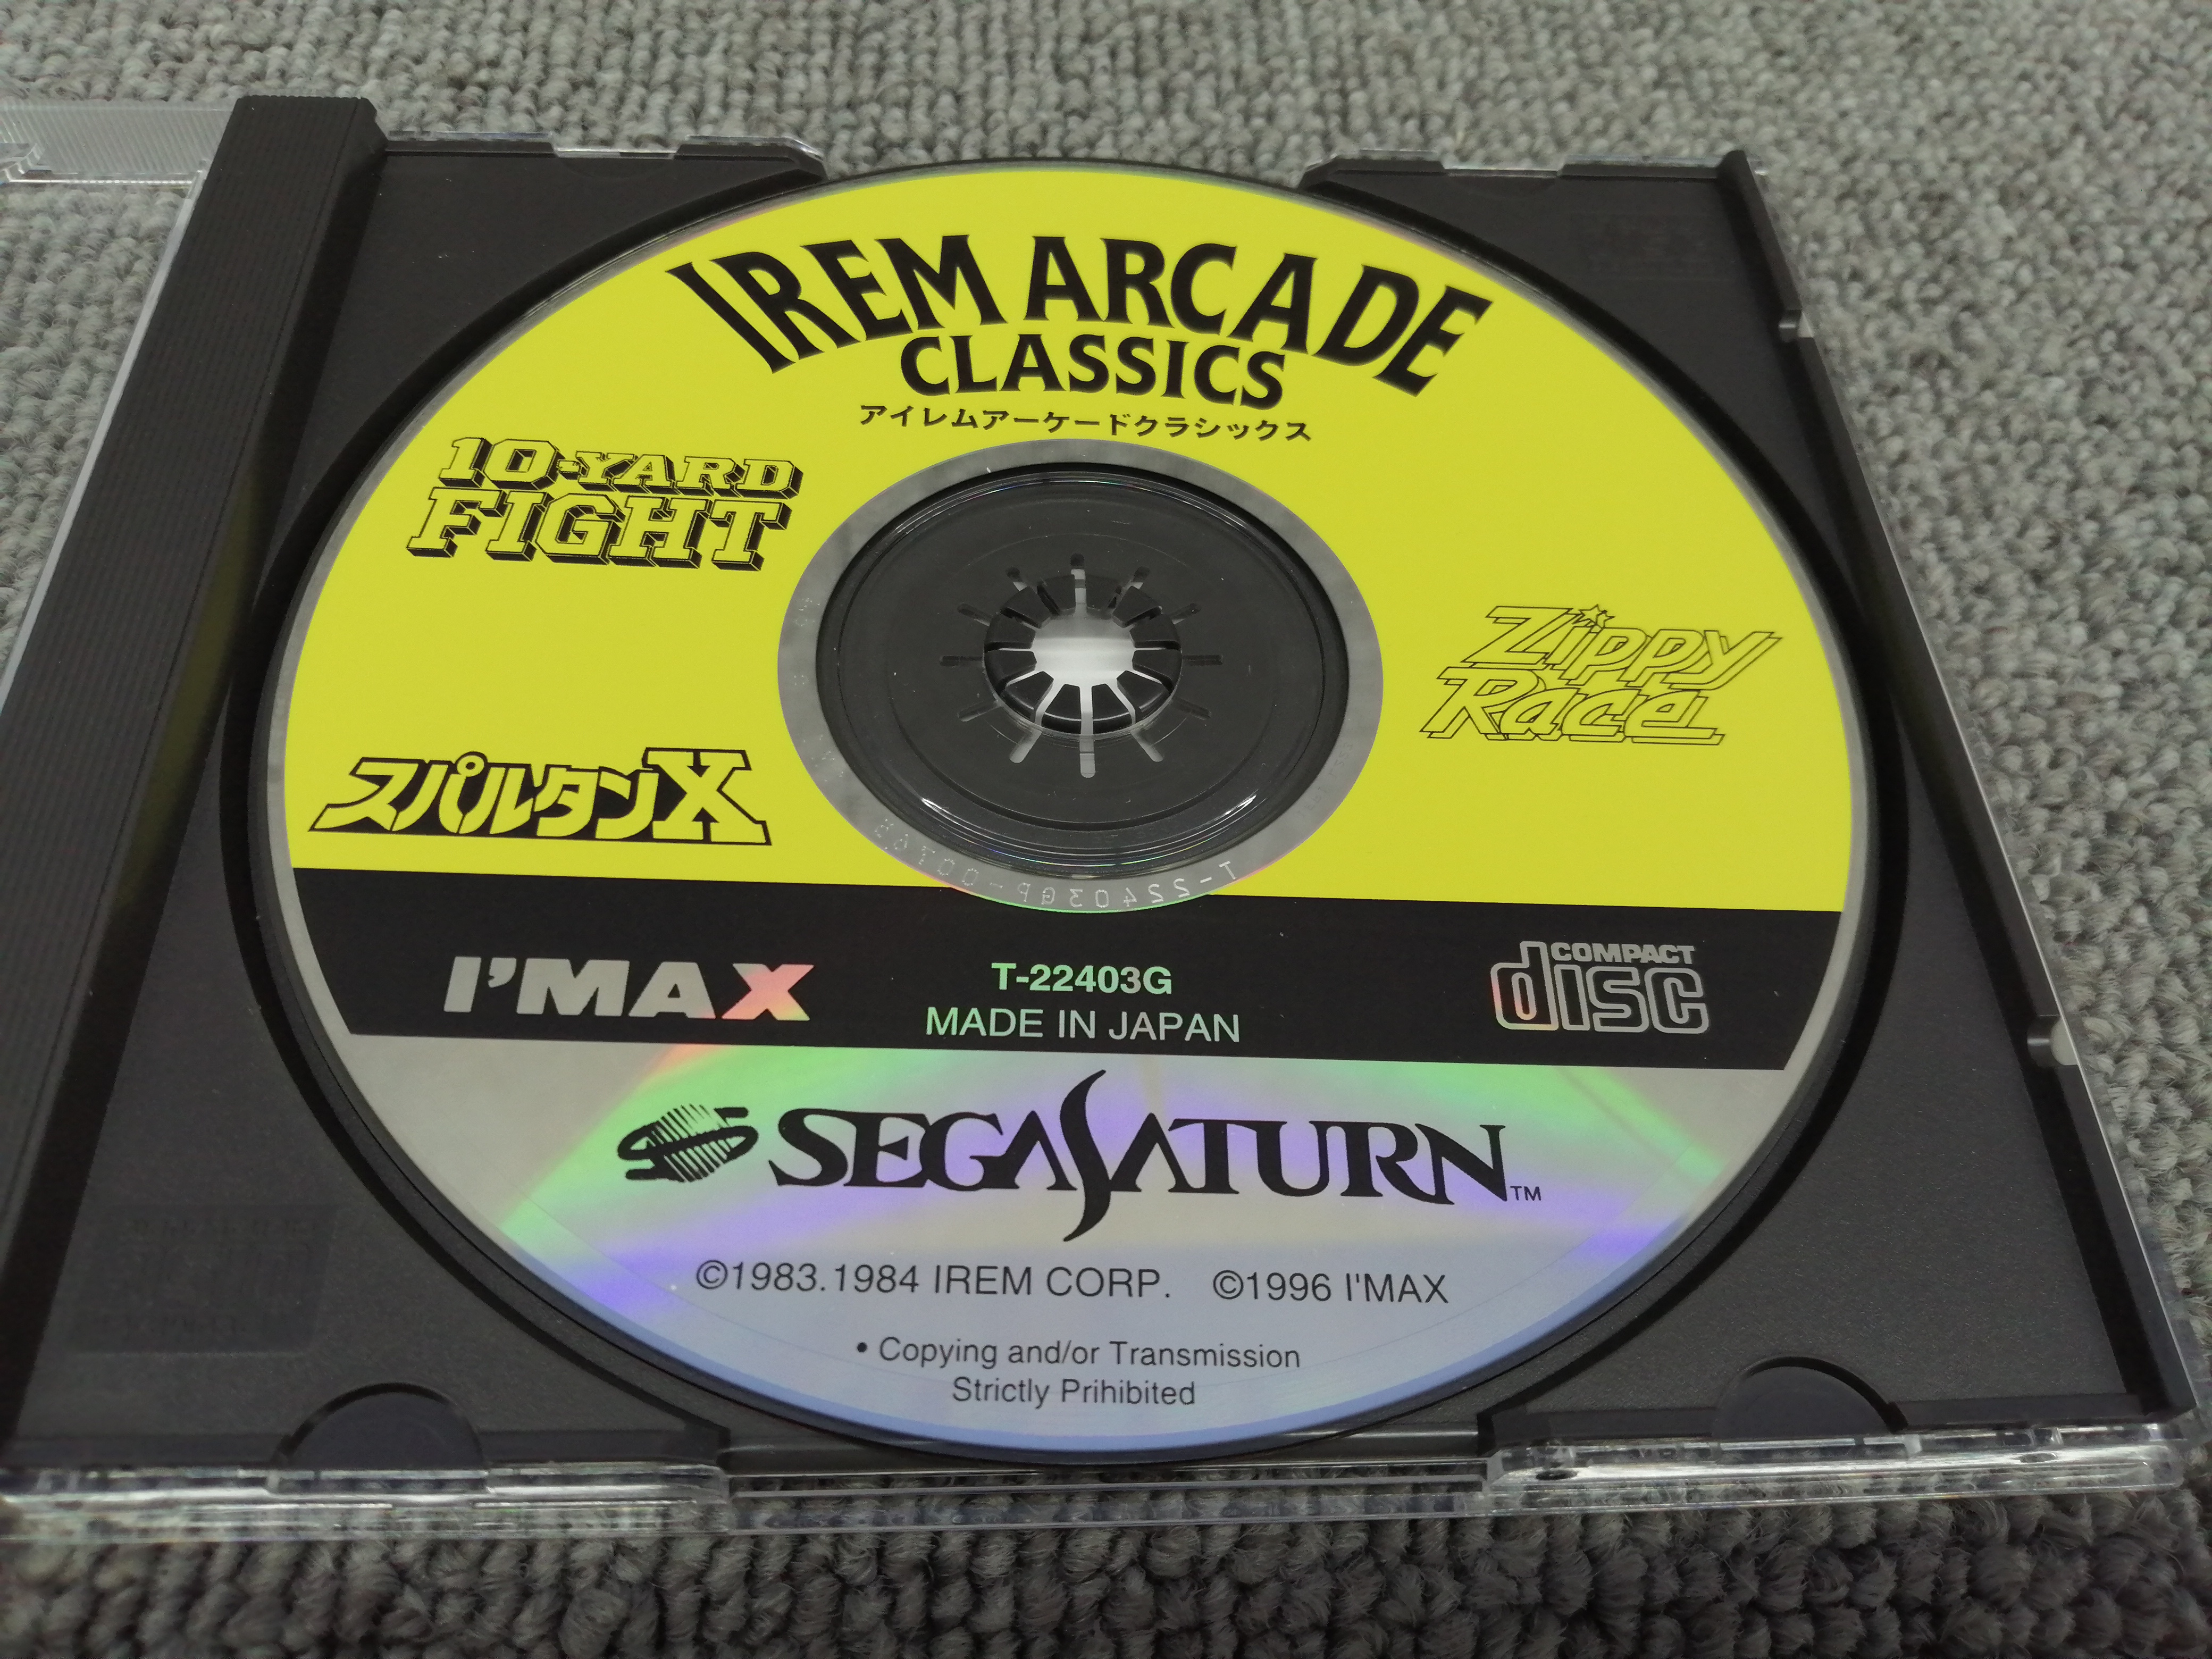 IREM ARCADE
CLASSICS
アイレムアーケードクラシックス
10-YARD
FIGHT
Zippy
Race
スパルタンX
I'MAX
T-22403G
MADE IN JAPAN
COMPACT
disc
SEGASATURN™
©1983.1984 IREM CORP. ©1996 I'MAX
• Copying and/or Transmission
Strictly Prihibited